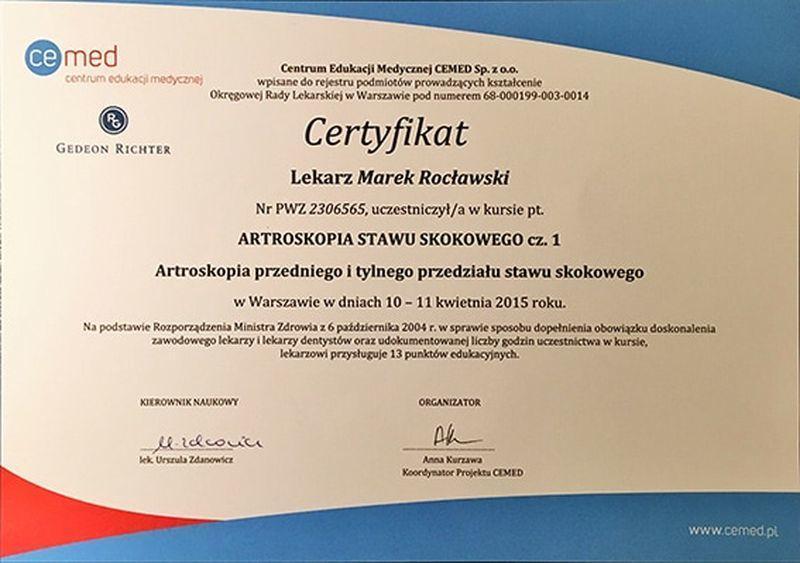 cemed
centrum edukacji medycznej
RG
GEDEON RICHTER
Centrum Edukacji Medycznej CEMED Sp. z o.o.
wpisane do rejestru podmiotów prowadzących kształcenie
Okręgowej Rady Lekarskiej w Warszawie pod numerem 68-000199-003-0014
Certyfikat
Lekarz Marek Rocławski
Nr PWZ 2306565, uczestniczył/a w kursie pt.
ARTROSKOPIA STAWU SKOKOWEGO cz. 1
Artroskopia przedniego i tylnego przedziału stawu skokowego
w Warszawie w dniach 10 – 11 kwietnia 2015 roku.
Na podstawie Rozporządzenia Ministra Zdrowia z 6 października 2004 r. w sprawie sposobu dopełnienia obowiązku doskonalenia
zawodowego lekarzy i lekarzy dentystów oraz udokumentowanej liczby godzin uczestnictwa w kursie,
lekarzowi przysługuje 13 punktów edukacyjnych.
KIEROWNIK NAUKOWY
lek. Urszula Zdanowicz
ORGANIZATOR
Anna Kurzawa
Koordynator Projektu CEMED
www.cemed.pl